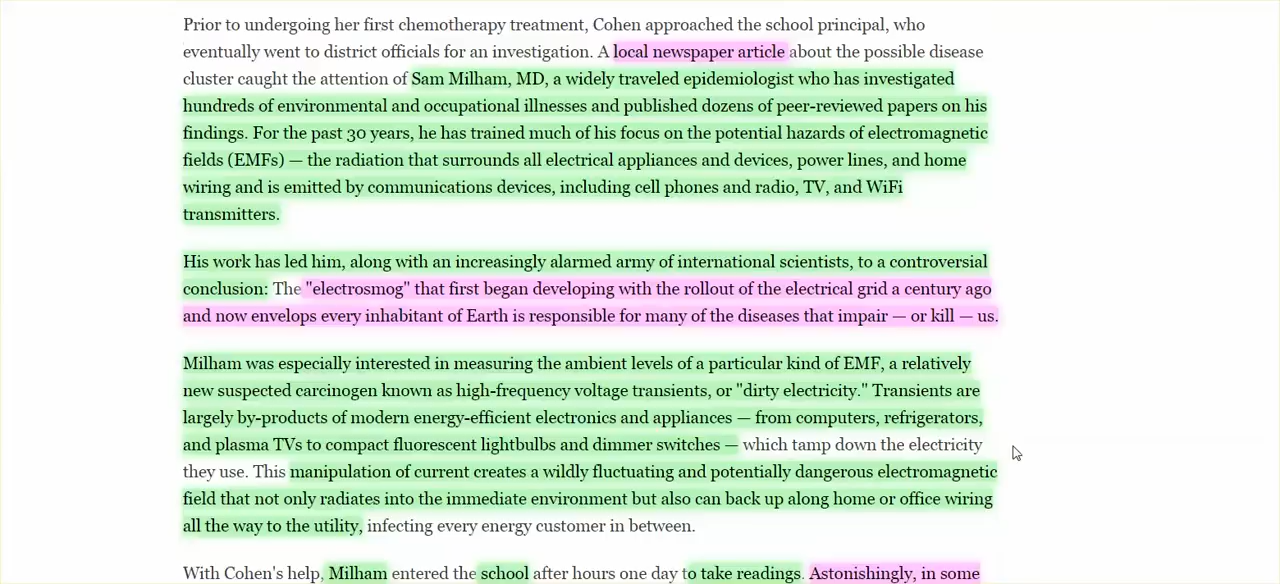 Prior to undergoing her first chemotherapy treatment, Cohen approached the school principal, who
eventually went to district officials for an investigation. A local newspaper article about the possible disease
cluster caught the attention of Sam Milham, MD, a widely traveled epidemiologist who has investigated
hundreds of environmental and occupational illnesses and published dozens of peer-reviewed papers on his
findings. For the past 30 years, he has trained much of his focus on the potential hazards of electromagnetic
fields (EMFs) — the radiation that surrounds all electrical appliances and devices, power lines, and home
wiring and is emitted by communications devices, including cell phones and radio, TV, and WiFi
transmitters.
His work has led him, along with an increasingly alarmed army of international scientists, to a controversial
conclusion: The "electrosmog" that first began developing with the rollout of the electrical grid a century ago
and now envelops every inhabitant of Earth is responsible for many of the diseases that impair — or kill — us.
Milham was especially interested in measuring the ambient levels of a particular kind of EMF, a relatively
new suspected carcinogen known as high-frequency voltage transients, or "dirty electricity." Transients are
largely by-products of modern energy-efficient electronics and appliances — from computers, refrigerators,
and plasma TVs to compact fluorescent lightbulbs and dimmer switches — which tamp down the electricity
they use. This manipulation of current creates a wildly fluctuating and potentially dangerous electromagnetic
field that not only radiates into the immediate environment but also can back up along home or office wiring
all the way to the utility, infecting every energy customer in between.
With Cohen's help, Milham entered the school after hours one day to take readings. Astonishingly, in some